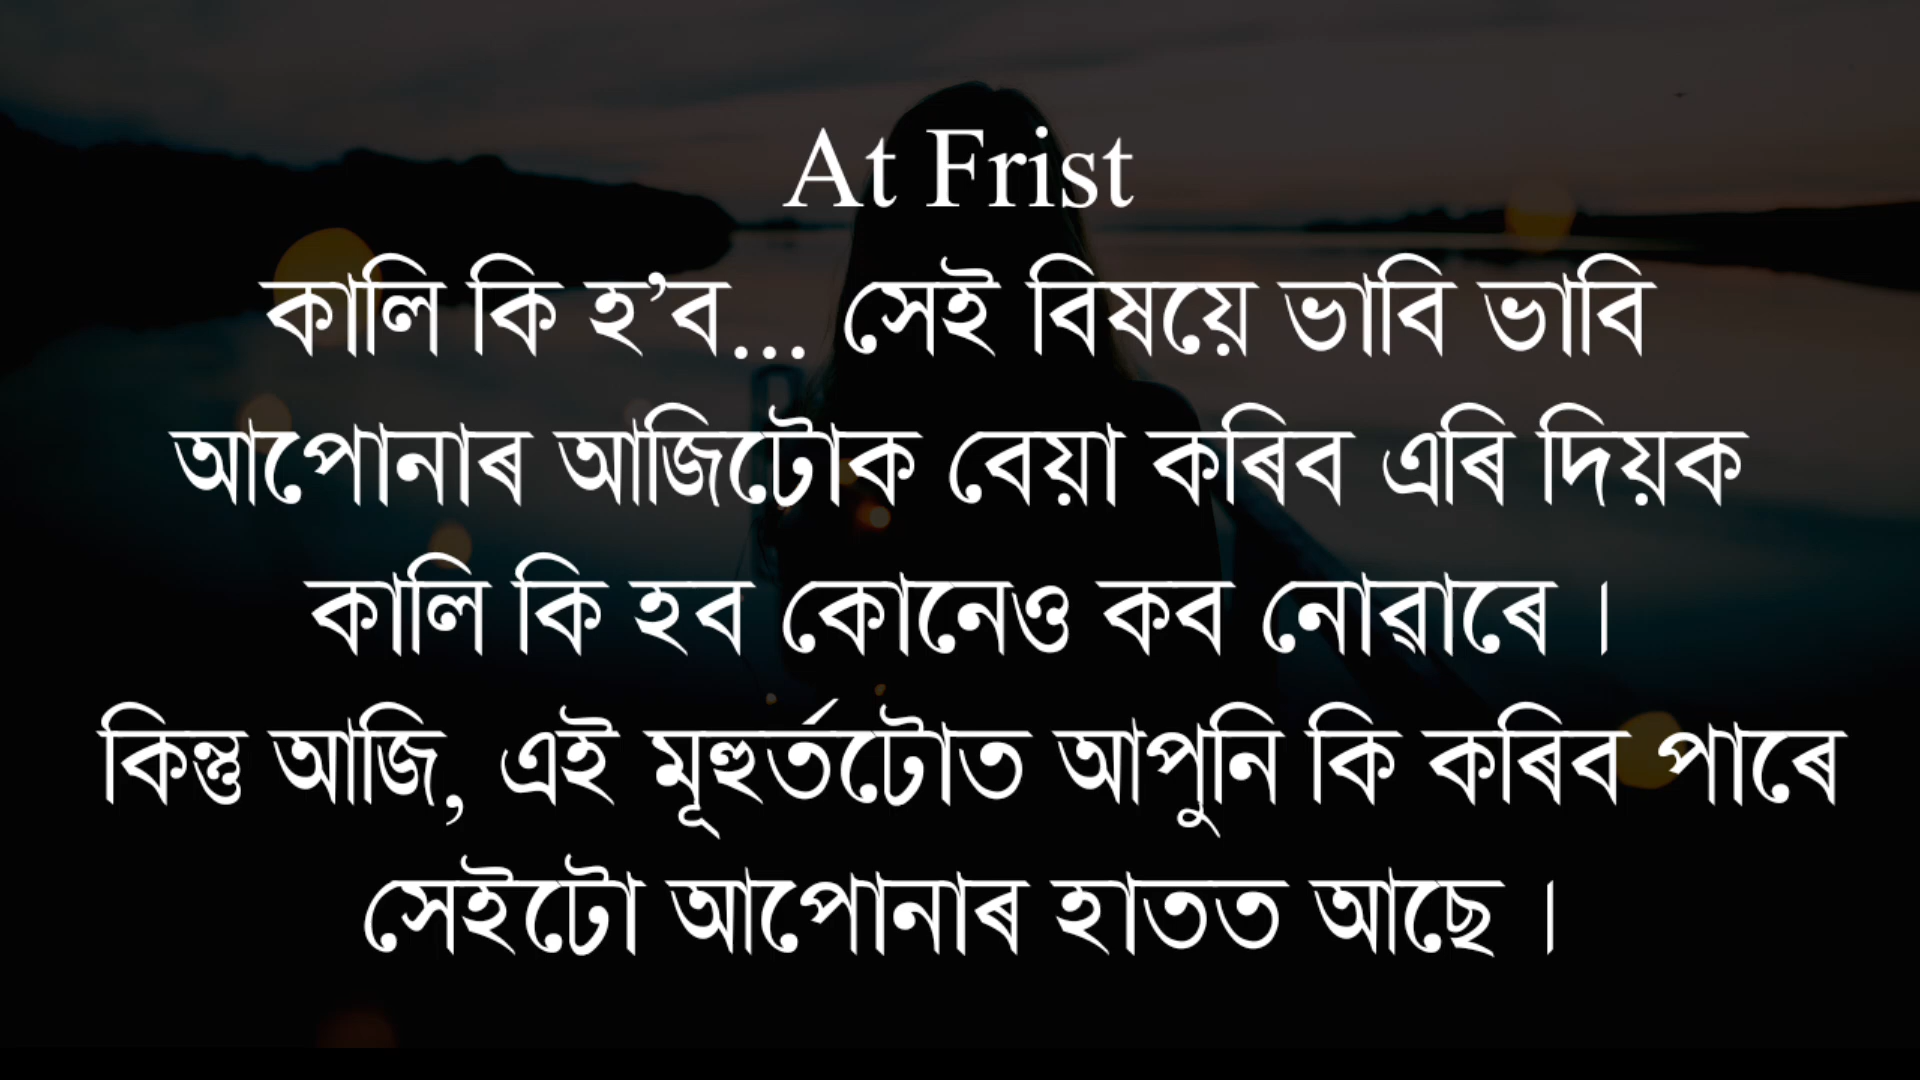 At Frist
কালি কি হ’ব... সেই বিষয়ে ভাবি ভাবি
আপোনাৰ আজিটোক বেয়া কৰিব এৰি দিয়ক
কালি কি হব কোনেও কব নোৱাৰে ।
কিন্তু আজি, এই মূহুৰ্তটোত আপুনি কি কৰিব পাৰে
সেইটো আপোনাৰ হাতত আছে ।